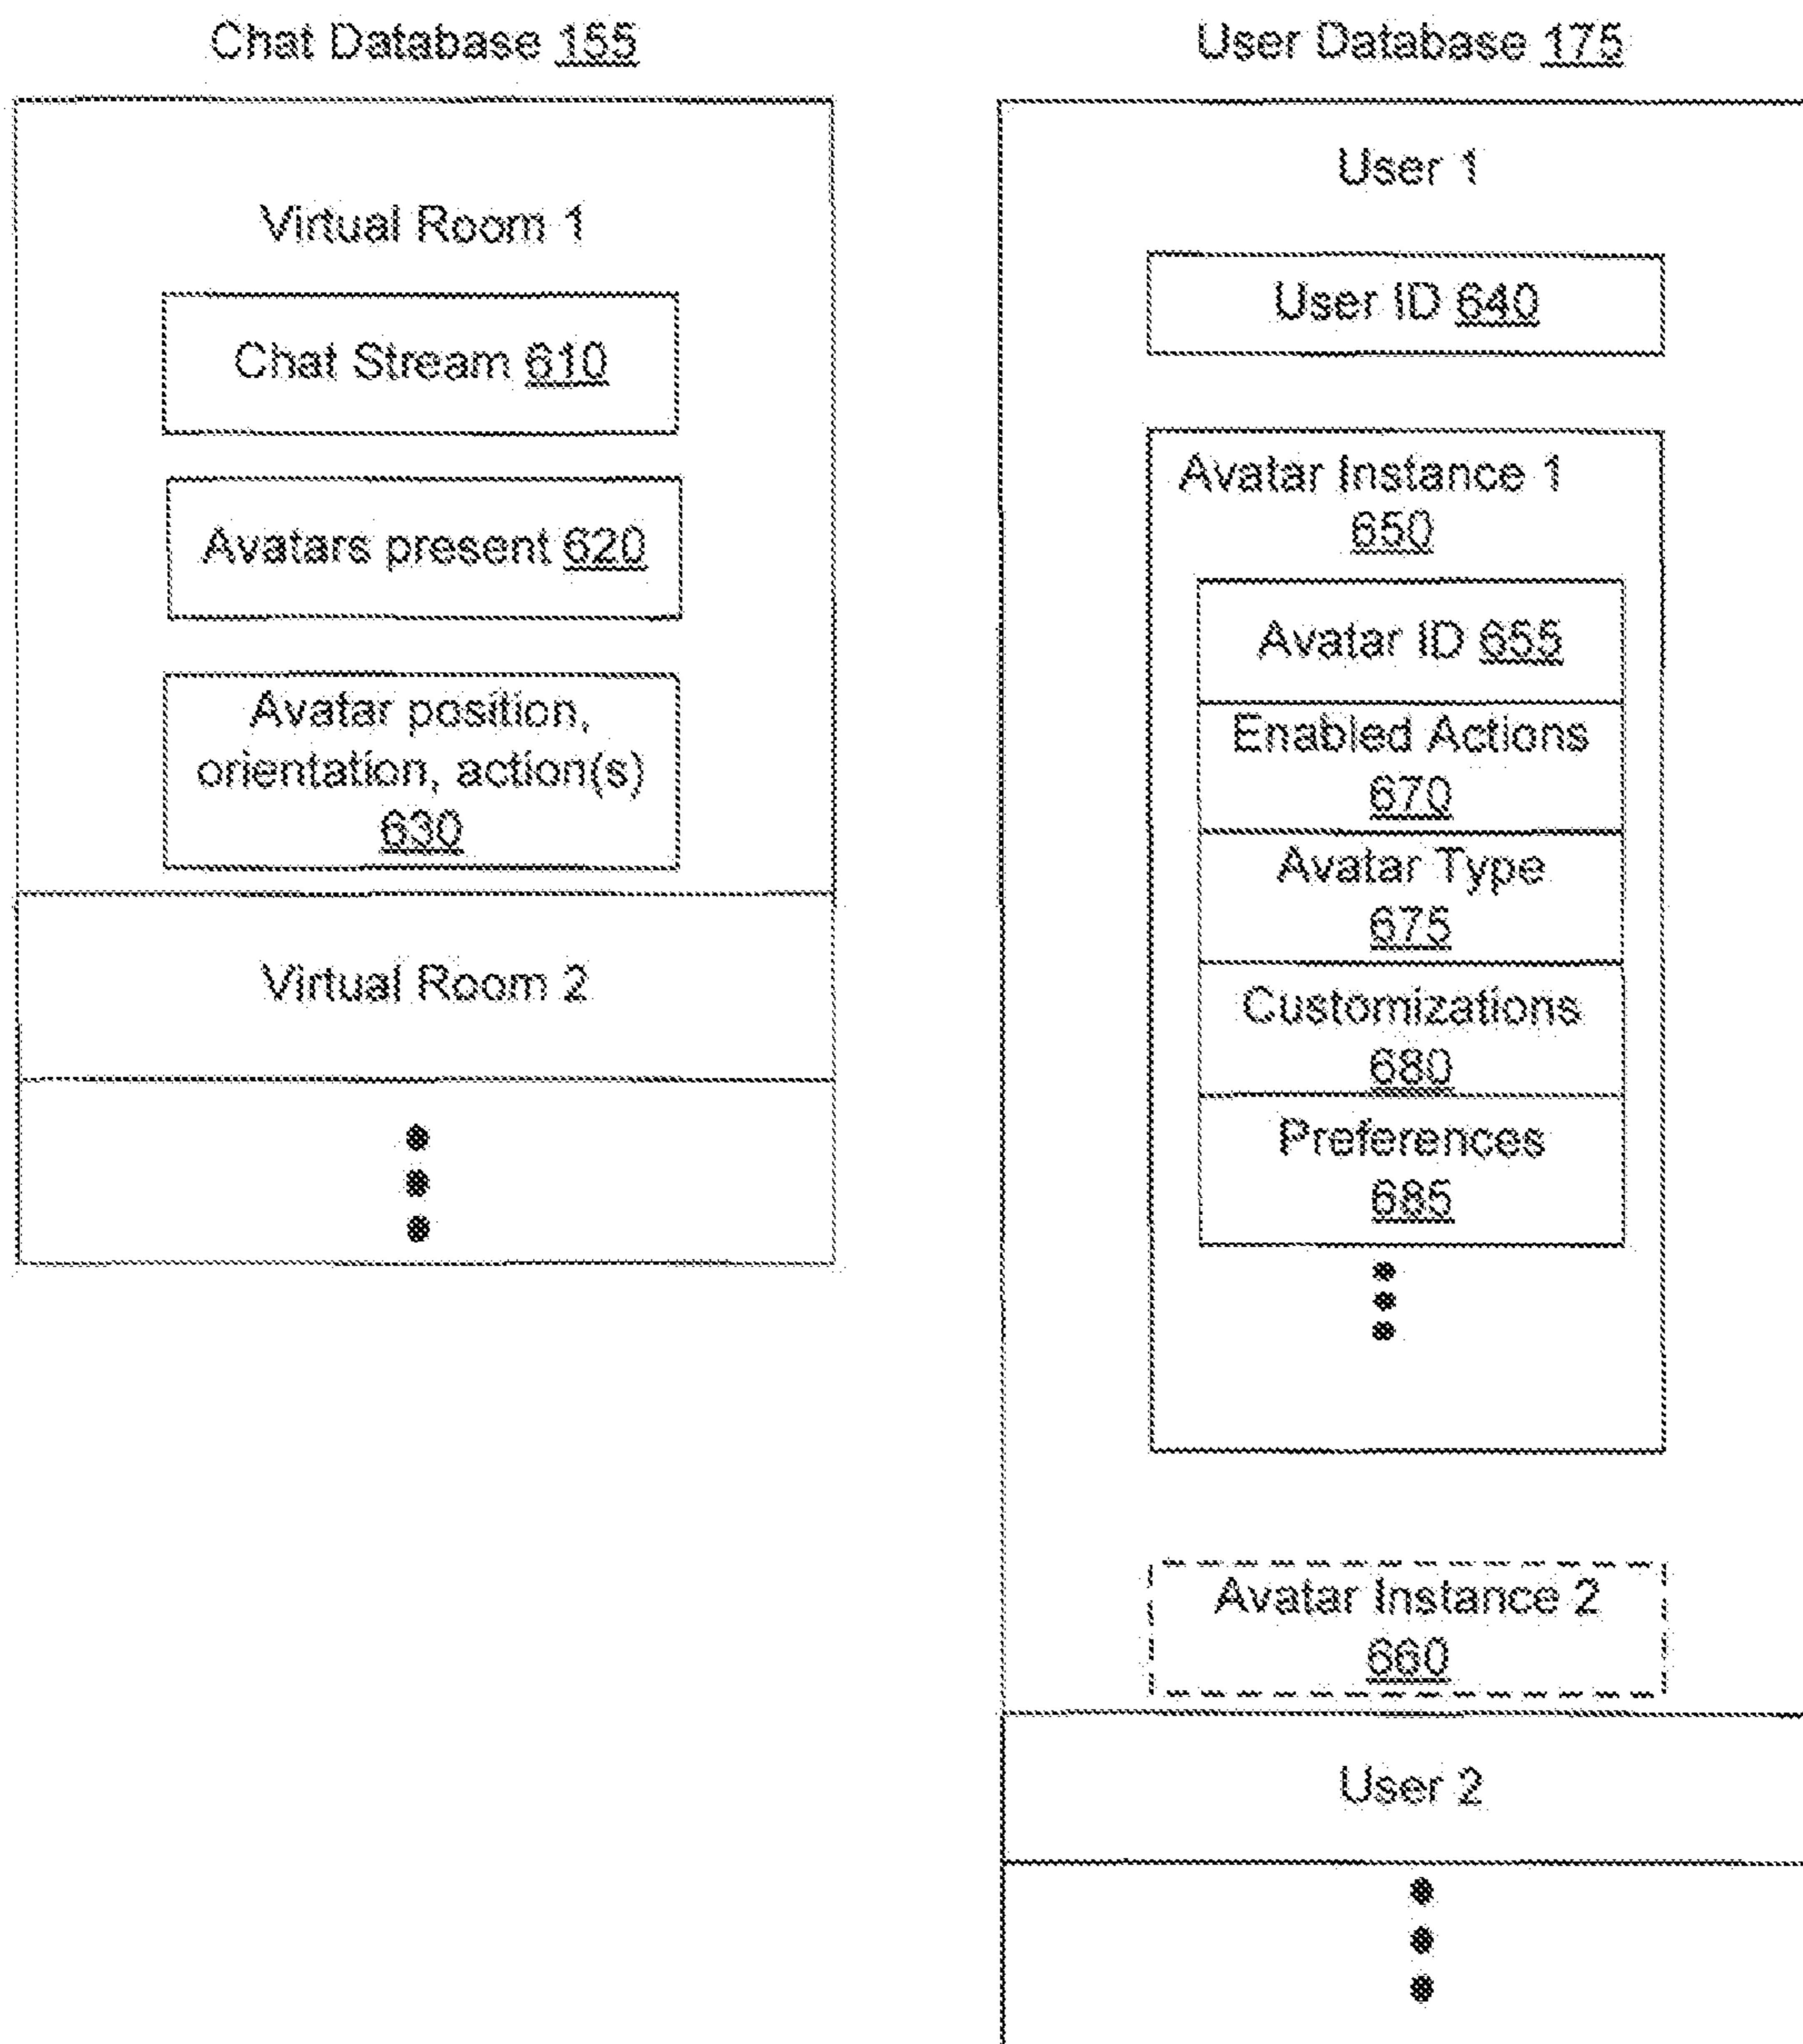 Chat Database 155
Virtual Room 1
Chat Stream 610
Avatars present 620
Avatar position,
orientation, action(s)
630
Virtual Room 2
User Database 175
User 1
User ID 640
Avatar Instance 1
650
Avatar ID 655
Enabled Actions
670
Avatar Type
675
Customizations
680
Preferences
685
Avatar Instance 2
660
User 2